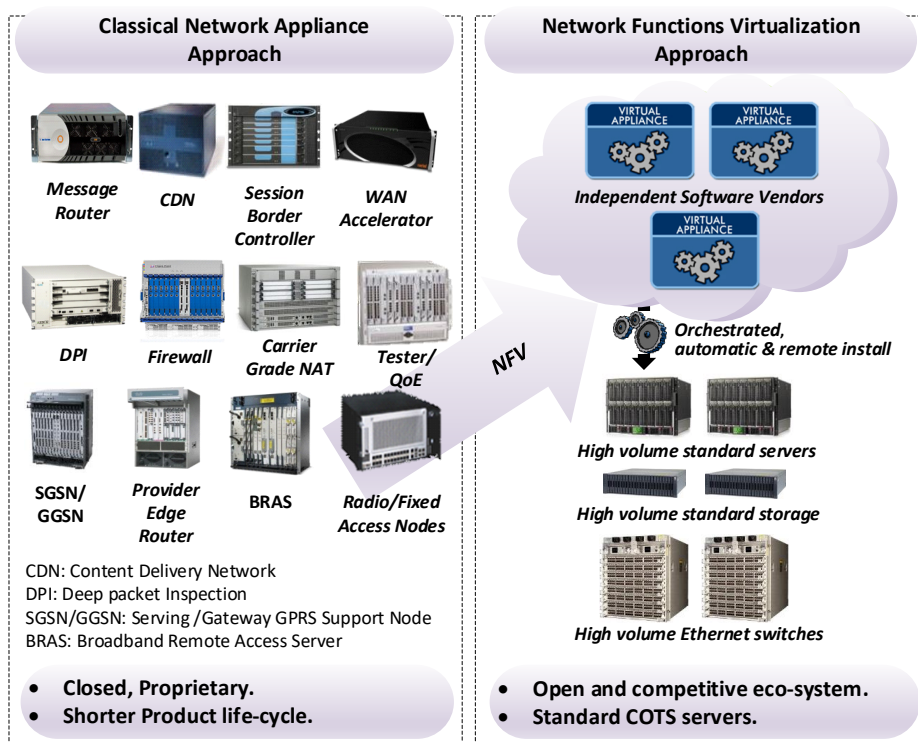 Classical Network Appliance
Approach
Message
Router
CDN
Session
Border
Controller
WAN
Accelerator
DPI
Firewall
Carrier
Grade NAT
Tester/
QoE
SGSN/
GGSN
Provider
Edge
Router
BRAS
Radio/Fixed
Access Nodes
CDN: Content Delivery Network
DPI: Deep packet Inspection
SGSN/GGSN: Serving /Gateway GPRS Support Node
BRAS: Broadband Remote Access Server
• Closed, Proprietary.
• Shorter Product life-cycle.
NFV
Network Functions Virtualization
Approach
VIRTUAL
APPLIANCE
VIRTUAL
APPLIANCE
Independent Software Vendors
VIRTUAL
APPLIANCE
Orchestrated,
automatic & remote install
High volume standard servers
High volume standard storage
High volume Ethernet switches
• Open and competitive eco-system.
• Standard COTS servers.